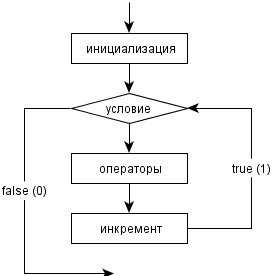 инициализация
условие
операторы
true (1)
false (0)
инкремент